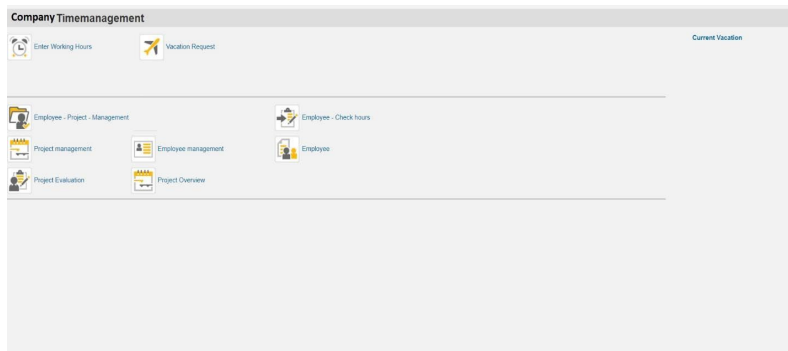 Company Timemanagement
Enter Working Hours
Vacation Request
Current Vacation
Employee - Project - Management
Employee - Check hours
Project management
Employee management
Employee
Project Evaluation
Project Overview